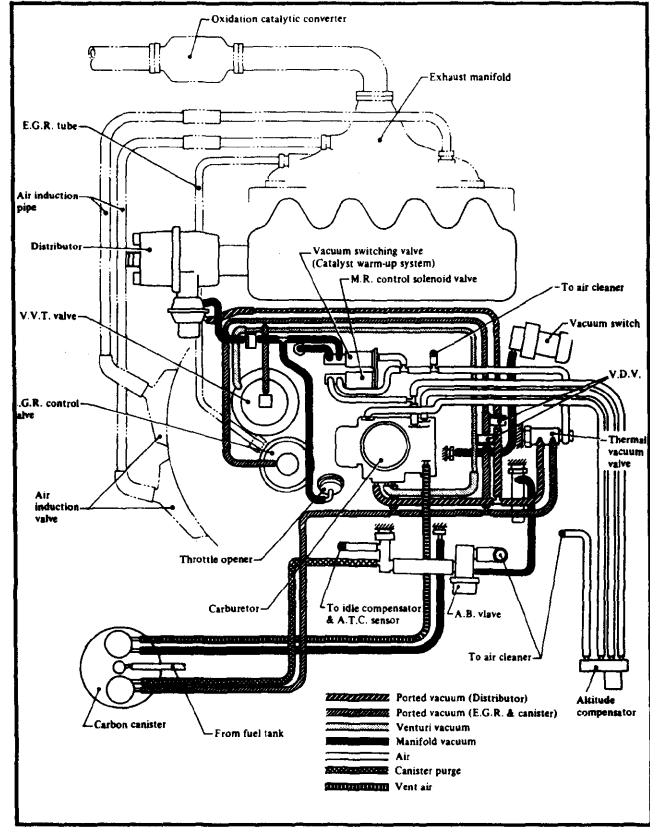 Oxidation catalytic converter
Exhaust manifold
E.G.R. tube
Air induction
pipe
Distributor
Vacuum switching valve
(Catalyst warm-up system)
M.R. control solenoid valve
To air cleaner
Vacuum switch
V.V.T. valve
V.D.V.
.G.R. control
alve
Thermal
vacuum
valve
Air
induction
valve
Throttle opener
Carburetor
To idle compensator
& A.T.C. sensor
A.B. vlave
To air cleaner
Altitude
compensator
Carbon canister
From fuel tank
Ported vacuum (Distributor)
Ported vacuum (E.G.R. & canister)
Venturi vacuum
Manifold vacuum
Air
Canister purge
Vent air